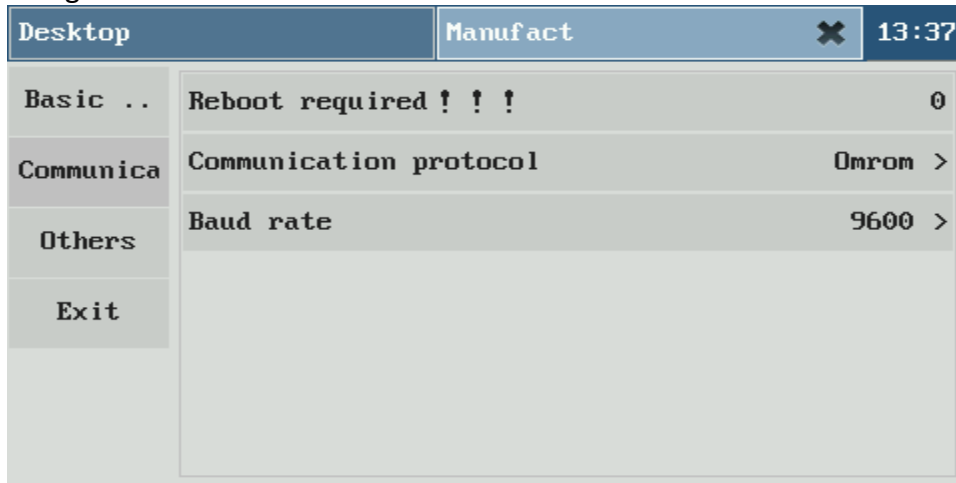 Desktop Manufact ✖ 13:37
Basic ..
Communica
Others
Exit
Reboot required！！！ 0
Communication protocol Omrom >
Baud rate 9600 >